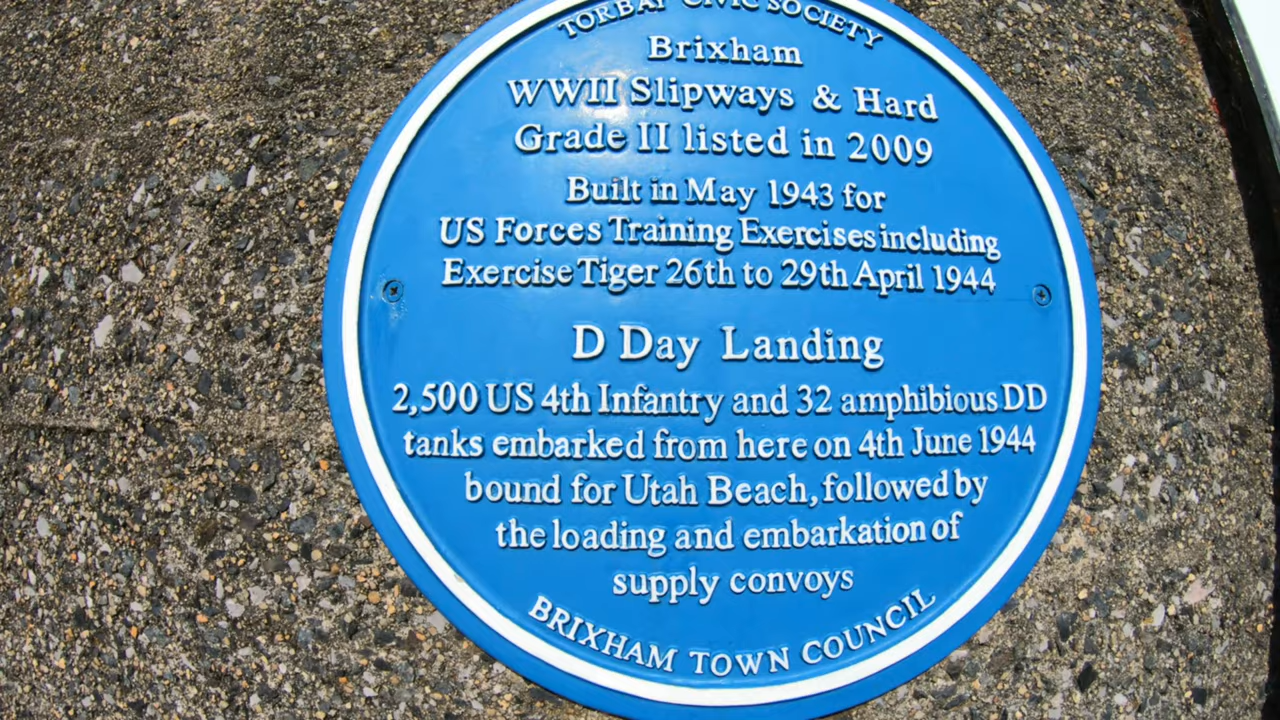 TORBAY CIVIC SOCIETY
Brixham
WWII Slipways & Hard
Grade II listed in 2009
Built in May 1943 for
US Forces Training Exercises including
Exercise Tiger 26th to 29th April 1944
D Day Landing
2,500 US 4th Infantry and 32 amphibious DD
tanks embarked from here on 4th June 1944
bound for Utah Beach, followed by
the loading and embarkation of
supply convoys
BRIXHAM TOWN COUNCIL